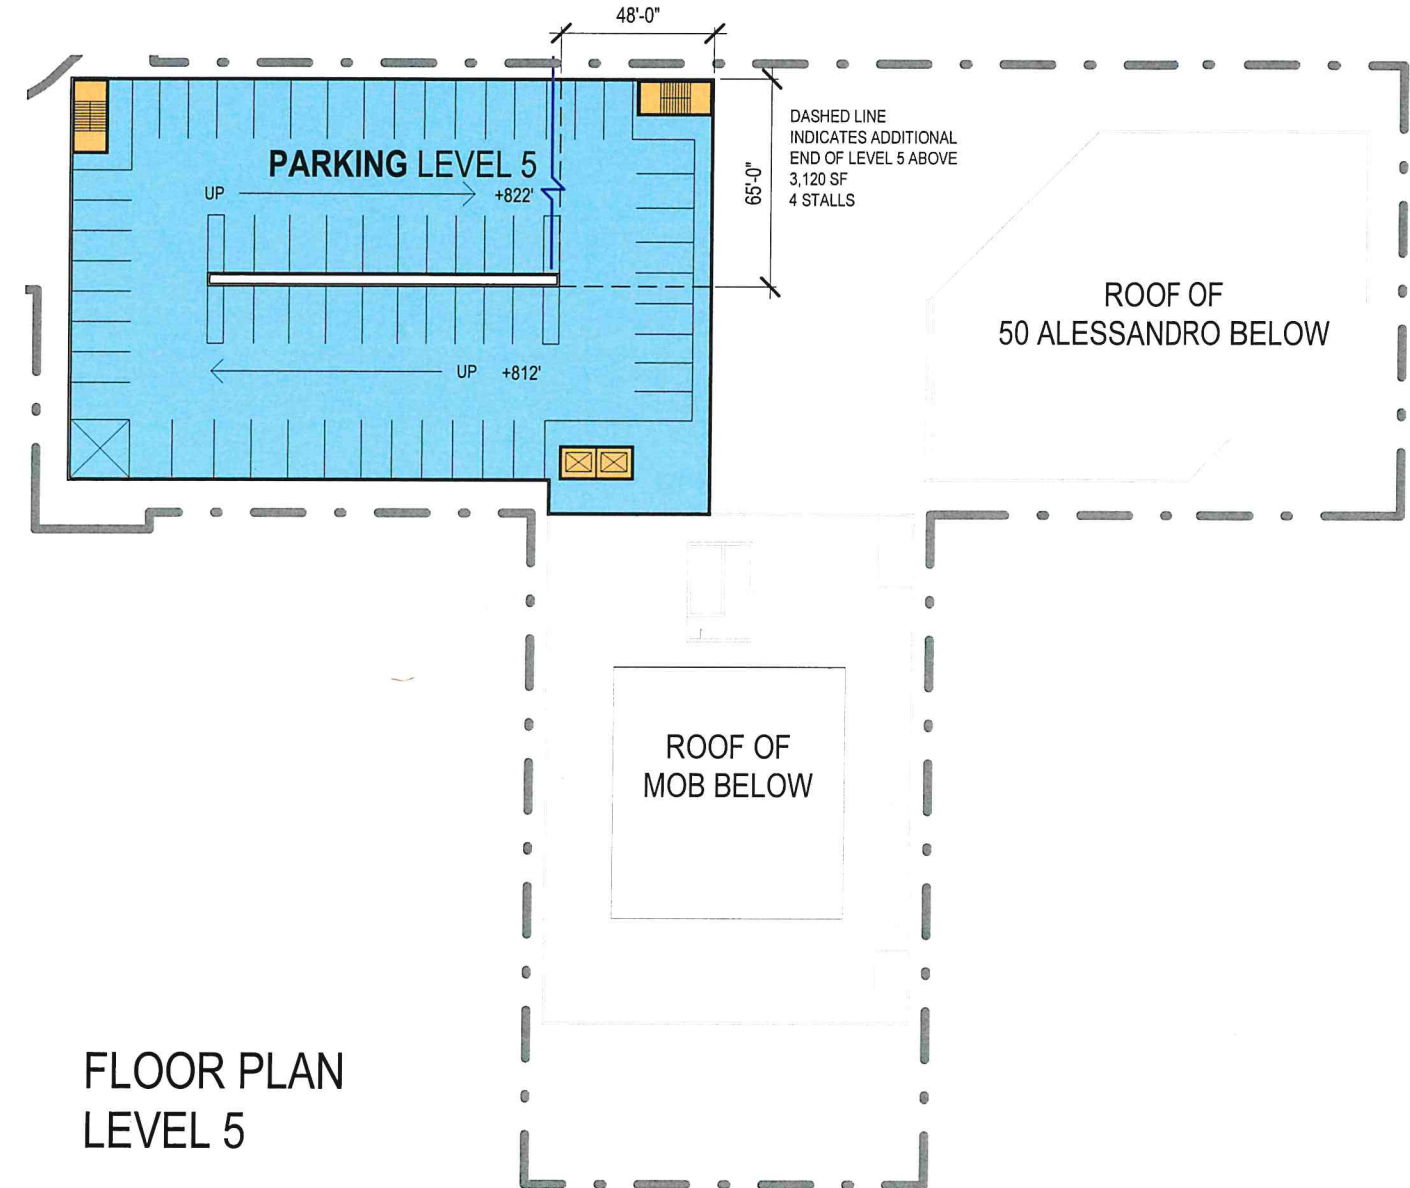 48'-0"
DASHED LINE
INDICATES ADDITIONAL
END OF LEVEL 5 ABOVE
3,120 SF
4 STALLS
65'-0"
PARKING LEVEL 5
UP
+822'
UP
+812'
ROOF OF
50 ALESSANDRO BELOW
ROOF OF
MOB BELOW
FLOOR PLAN
LEVEL 5